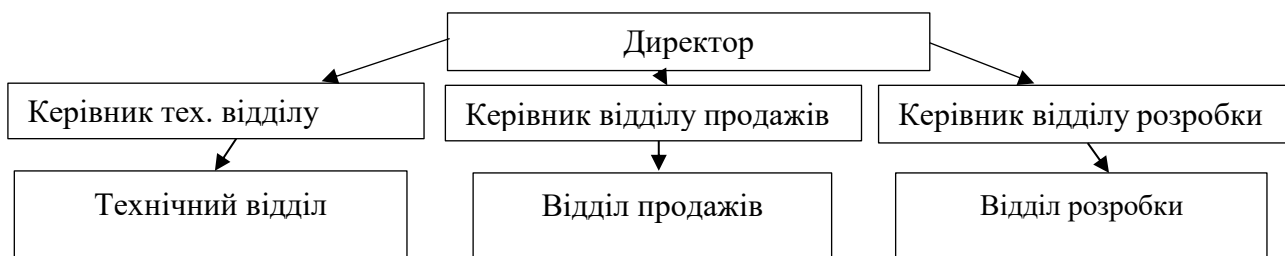 Директор
Керівник тех. відділу
Керівник відділу продажів
Керівник відділу розробки
Технічний відділ
Відділ продажів
Відділ розробки